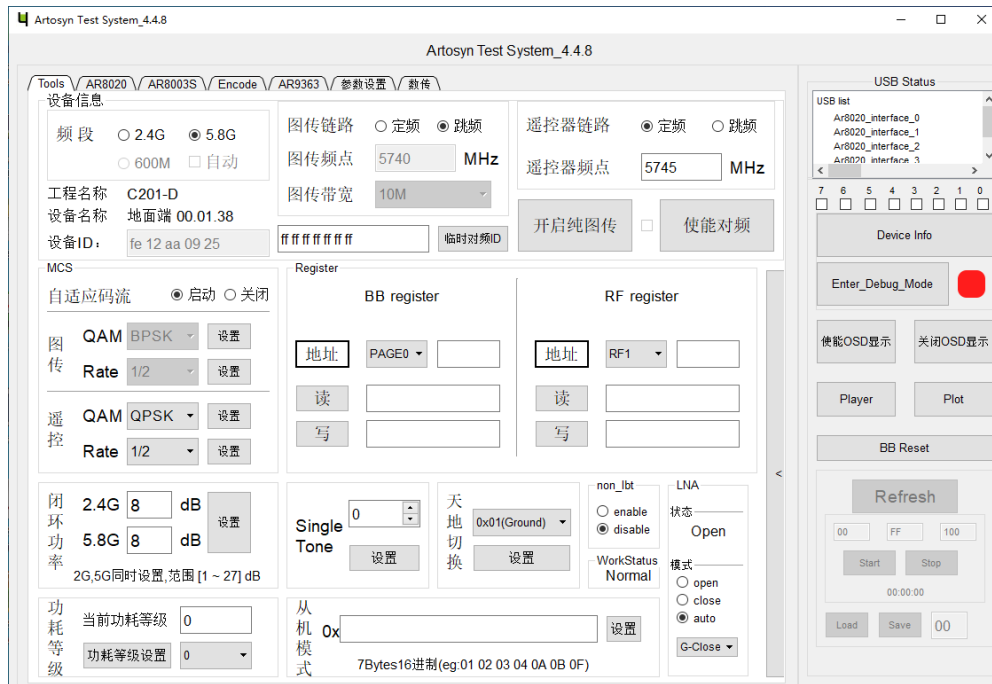 Artosyn Test System_4.4.8
Artosyn Test System_4.4.8
Tools AR8020 AR8003S Encode AR9363 参数设置 数传
设备信息
频 段 2.4G 5.8G
600M 自动
工程名称 C201-D
设备名称 地面端 00.01.38
设备ID： fe 12 aa 09 25
图传链路 定频 跳频
图传频点 5740 MHz
图传带宽 10M
ff ff ff ff ff ff ff 临时对频ID
遥控器链路 定频 跳频
遥控器频点 5745 MHz
开启纯图传 使能对频
MCS
自适应码流 启动 关闭
图传
QAM BPSK 设置
Rate 1/2 设置
遥控
QAM QPSK 设置
Rate 1/2 设置
Register
BB register
地址 PAGE0
读
写
RF register
地址 RF1
读
写
<
闭环功率
2.4G 8 dB
5.8G 8 dB
设置
2G,5G同时设置,范围 [1 ~ 27] dB
Single Tone
0
设置
天地切换
0x01(Ground)
设置
non_lbt
enable
disable
WorkStatus
Normal
LNA
状态
Open
模式
open
close
auto
G-Close
功耗等级
当前功耗等级 0
功耗等级设置 0
从机模式
0x 设置
7Bytes16进制(eg:01 02 03 04 0A 0B 0F)
USB Status
USB list
Ar8020_interface_0
Ar8020_interface_1
Ar8020_interface_2
Ar8020_interface_3
7 6 5 4 3 2 1 0
Device Info
Enter_Debug_Mode
使能OSD显示 关闭OSD显示
Player Plot
BB Reset
Refresh
00 FF 100
Start Stop
00:00:00
Load Save 00